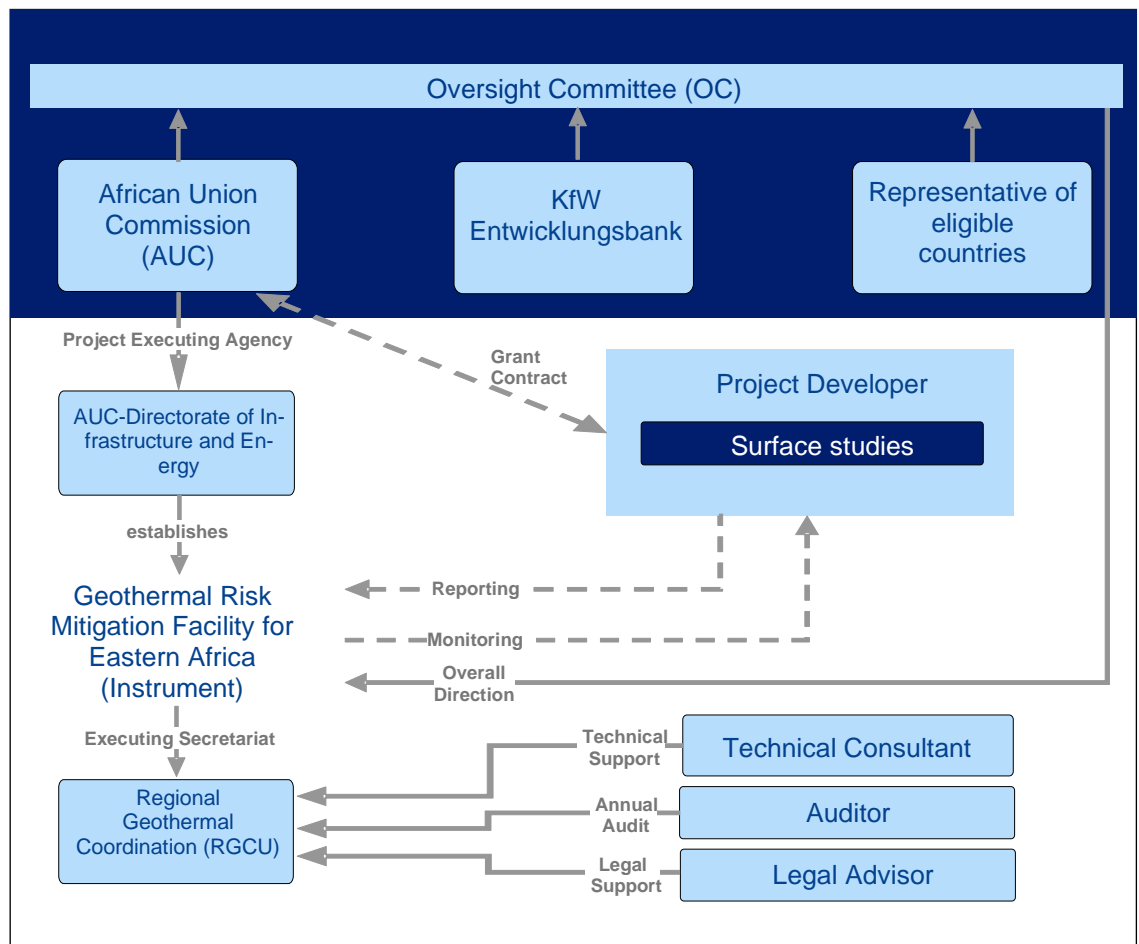 Oversight Committee (OC)
African Union
Commission
(AUC)
KfW
Entwicklungsbank
Representative of
eligible
countries
Project Executing Agency
Grant
Contract
Project Developer
Surface studies
AUC-Directorate of In-
frastructure and En-
ergy
establishes
Geothermal Risk
Mitigation Facility for
Eastern Africa
(Instrument)
Reporting
Monitoring
Overall
Direction
Executing Secretariat
Technical
Support
Technical Consultant
Regional
Geothermal
Coordination (RGCU)
Annual
Audit
Auditor
Legal
Support
Legal Advisor